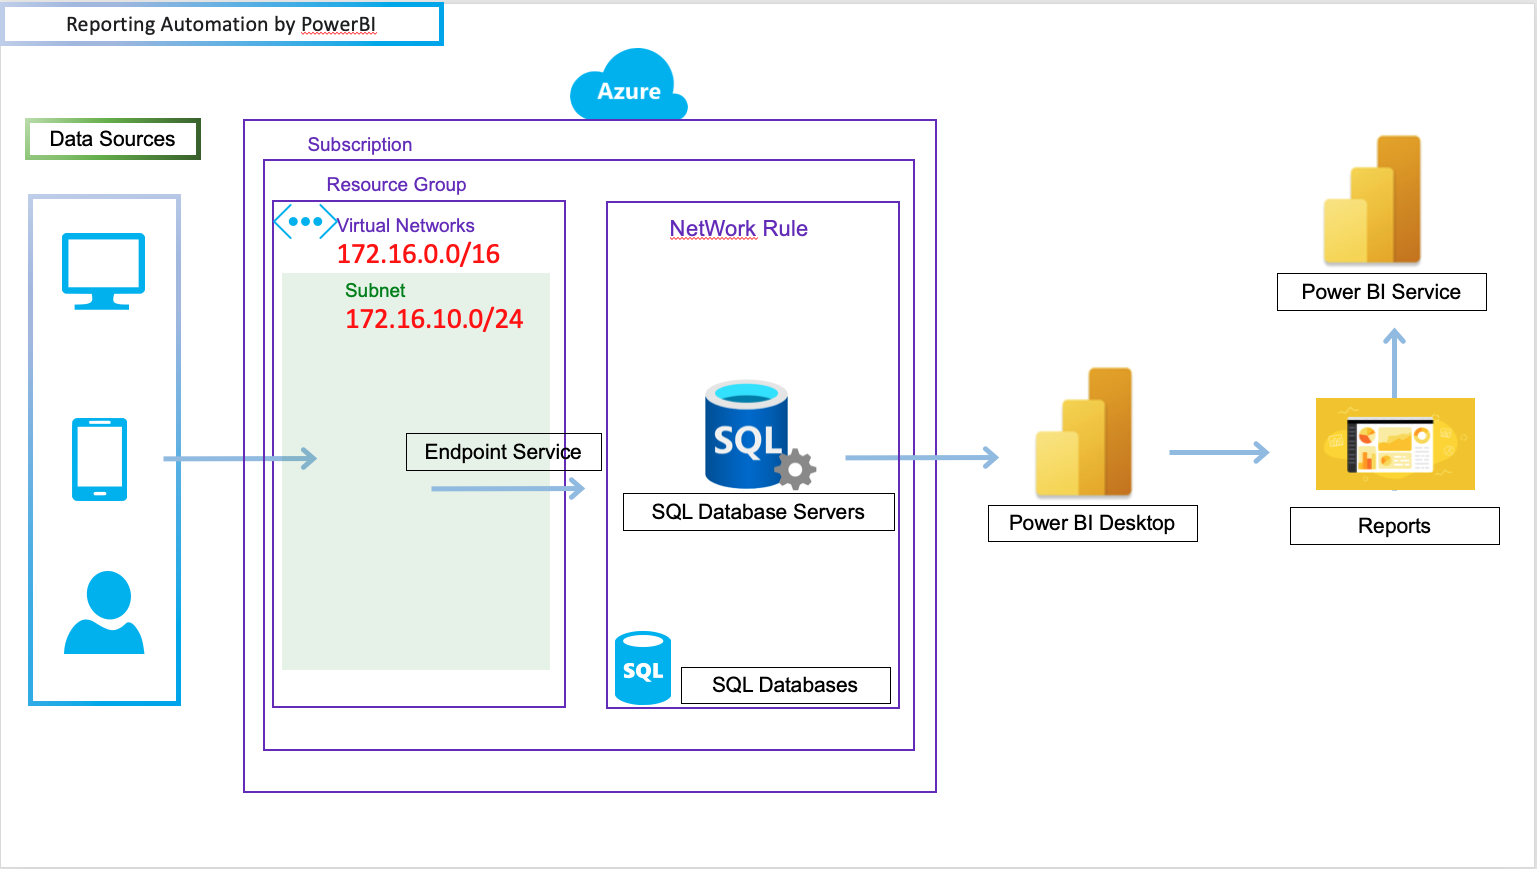 Reporting Automation by PowerBI
Azure
Data Sources
Subscription
Resource Group
Virtual Networks
172.16.0.0/16
Subnet
172.16.10.0/24
Endpoint Service
NetWork Rule
SQL
SQL Database Servers
SQL
SQL Databases
Power BI Desktop
Power BI Service
Reports